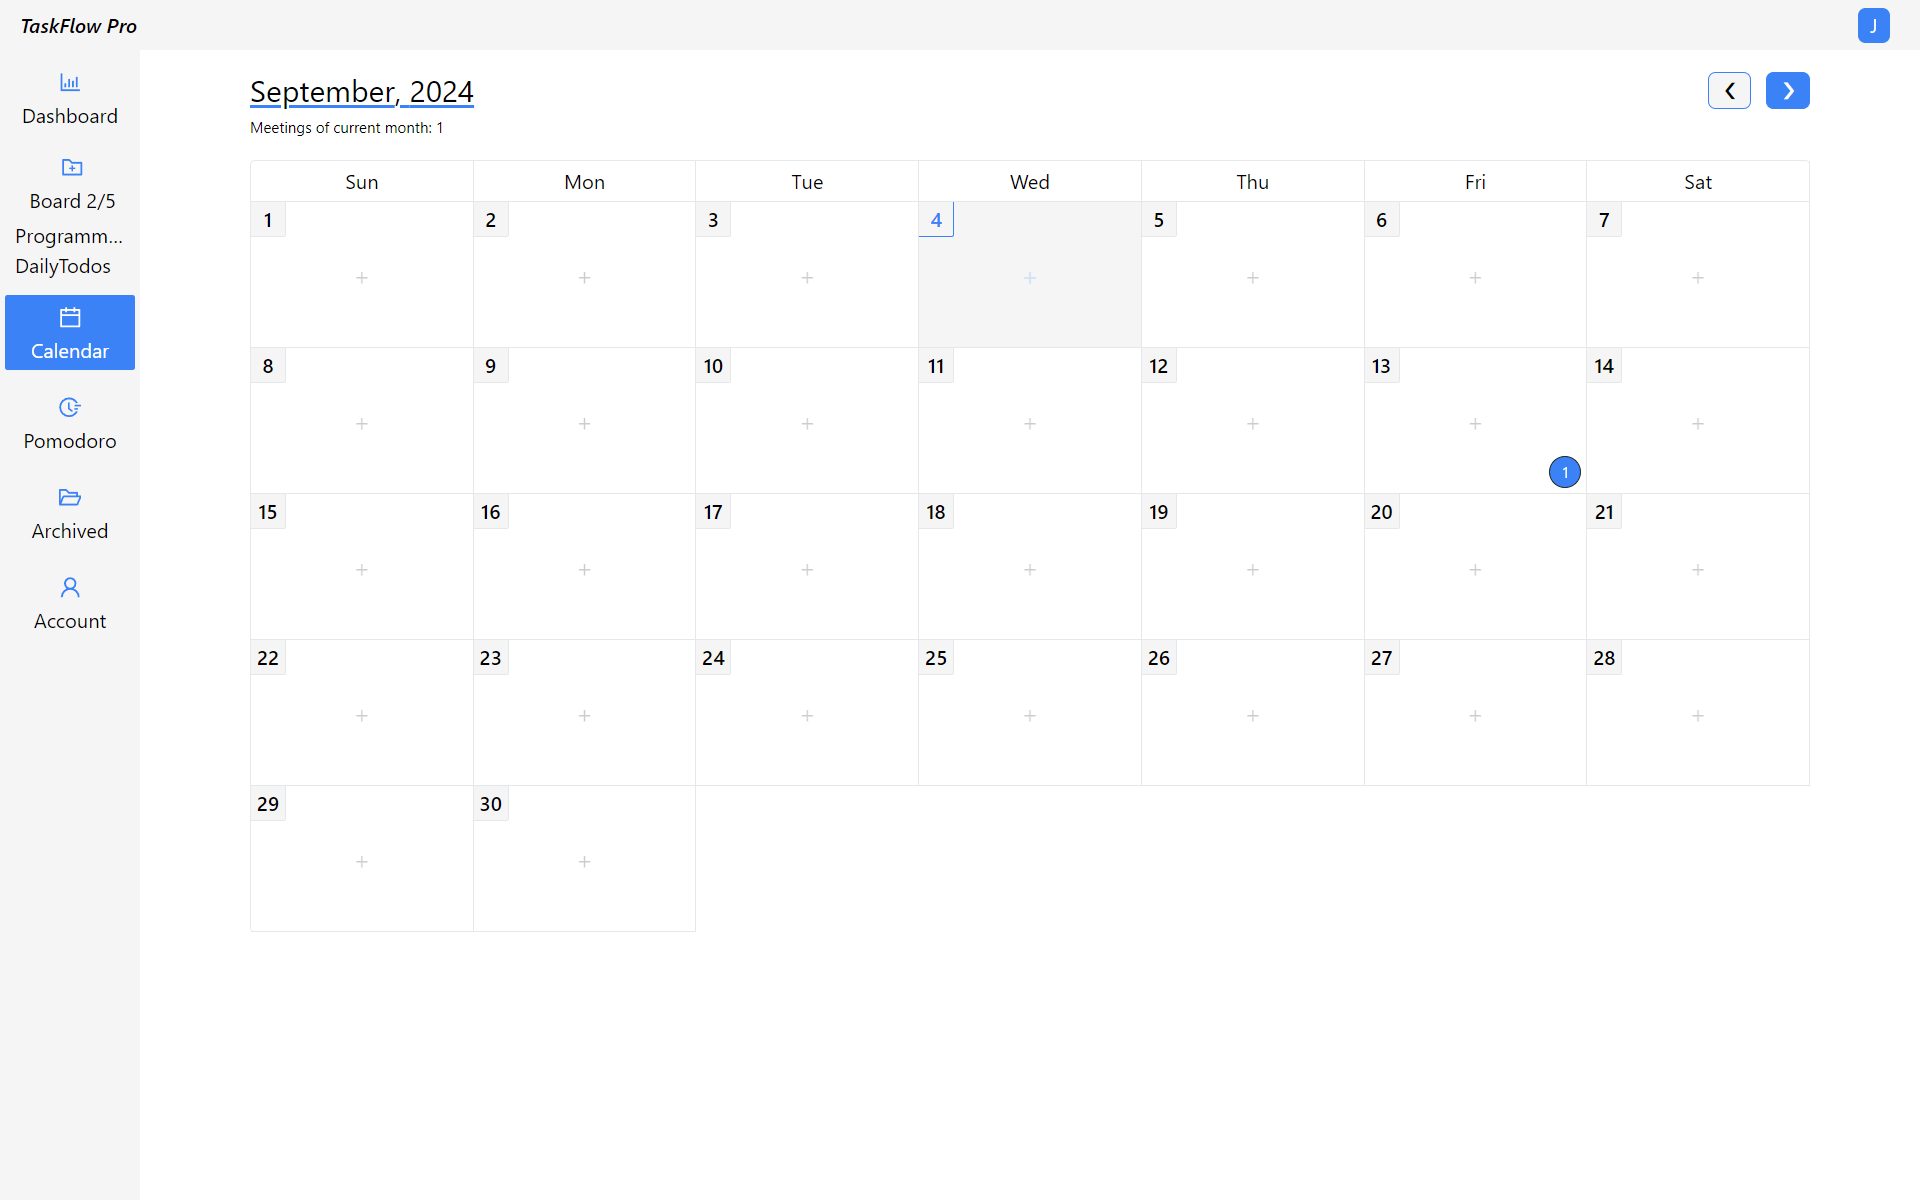 TaskFlow Pro
J
Dashboard
Board 2/5
Programm...
DailyTodos
Calendar
Pomodoro
Archived
Account
September, 2024
Meetings of current month: 1
❮ ❯
Sun Mon Tue Wed Thu Fri Sat
1 2 3 4 5 6 7
+ + + + + + +
8 9 10 11 12 13 14
+ + + + + + +
1
15 16 17 18 19 20 21
+ + + + + + +
22 23 24 25 26 27 28
+ + + + + + +
29 30
+ +